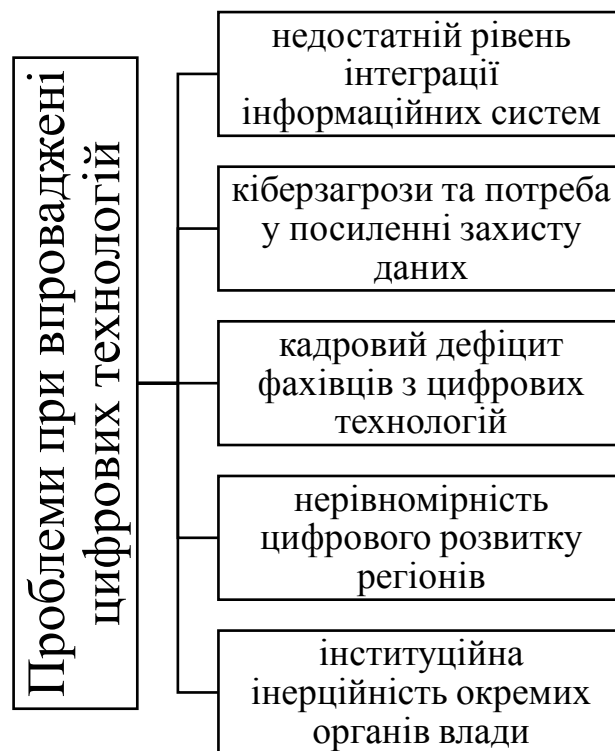 Проблеми при впроваджені
цифрових технологій
недостатній рівень
інтеграції
інформаційних систем
кіберзагрози та потреба
у посиленні захисту
даних
кадровий дефіцит
фахівців з цифрових
технологій
нерівномірність
цифрового розвитку
регіонів
інституційна
інерційність окремих
органів влади